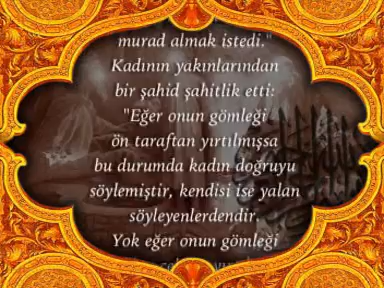 murad almak istedi."
Kadının yakınlarından
bir şahid şahitlik etti:
"Eğer onun gömleği
ön taraftan yırtılmışsa
bu durumda kadın doğruyu
söylemiştir, kendisi ise yalan
söyleyenlerdendir.
Yok eğer onun gömleği